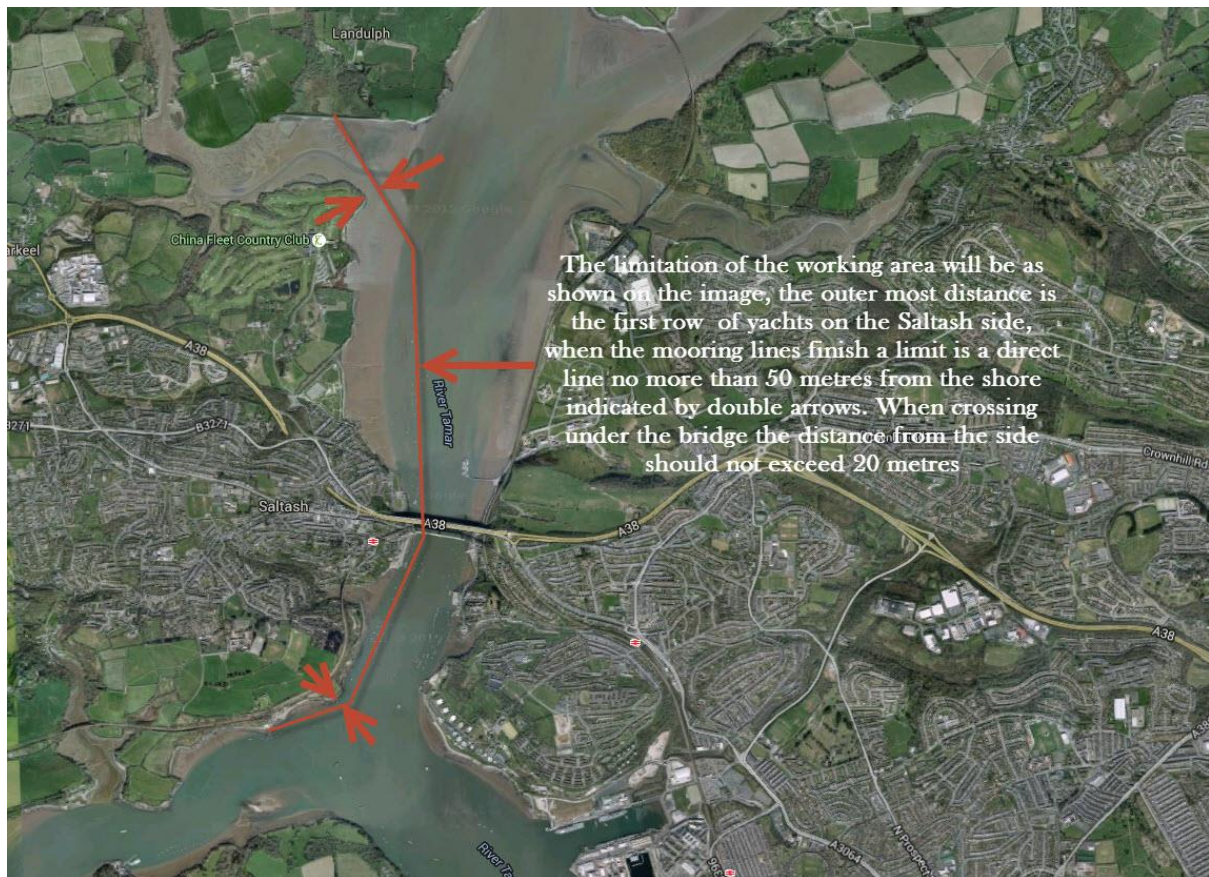 Landulph
China Fleet Country Club
arkeel
The limitation of the working area will be as
shown on the image, the outer most distance is
the first row of yachts on the Saltash side,
when the mooring lines finish a limit is a direct
line no more than 50 metres from the shore
indicated by double arrows. When crossing
under the bridge the distance from the side
should not exceed 20 metres
A38
River Tamar
B3271
3271
Crownhill Rd
Saltash
A38
A38
A38
A38
N Prospect
A3064
River Ta